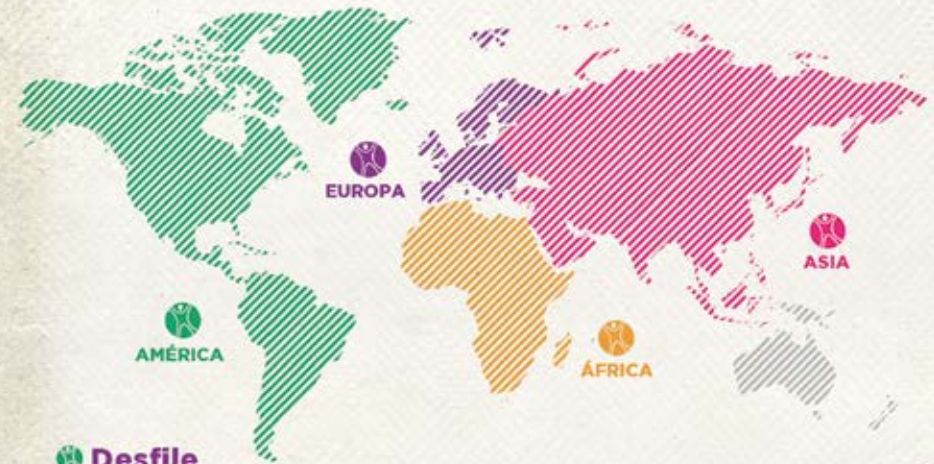 EUROPA
ASIA
AMÉRICA
ÁFRICA
Desfile